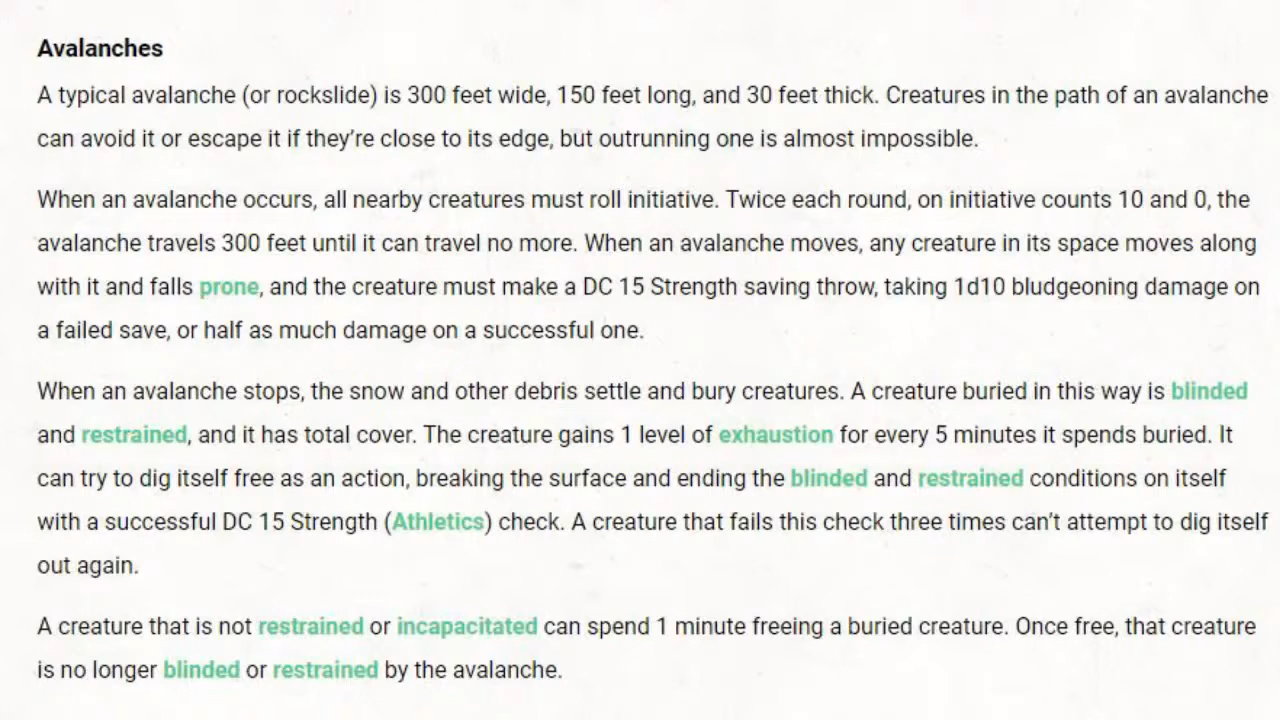 Avalanches
A typical avalanche (or rockslide) is 300 feet wide, 150 feet long, and 30 feet thick. Creatures in the path of an avalanche
can avoid it or escape it if they're close to its edge, but outrunning one is almost impossible.
When an avalanche occurs, all nearby creatures must roll initiative. Twice each round, on initiative counts 10 and 0, the
avalanche travels 300 feet until it can travel no more. When an avalanche moves, any creature in its space moves along
with it and falls prone, and the creature must make a DC 15 Strength saving throw, taking 1d10 bludgeoning damage on
a failed save, or half as much damage on a successful one.
When an avalanche stops, the snow and other debris settle and bury creatures. A creature buried in this way is blinded
and restrained, and it has total cover. The creature gains 1 level of exhaustion for every 5 minutes it spends buried. It
can try to dig itself free as an action, breaking the surface and ending the blinded and restrained conditions on itself
with a successful DC 15 Strength (Athletics) check. A creature that fails this check three times can't attempt to dig itself
out again.
A creature that is not restrained or incapacitated can spend 1 minute freeing a buried creature. Once free, that creature
is no longer blinded or restrained by the avalanche.